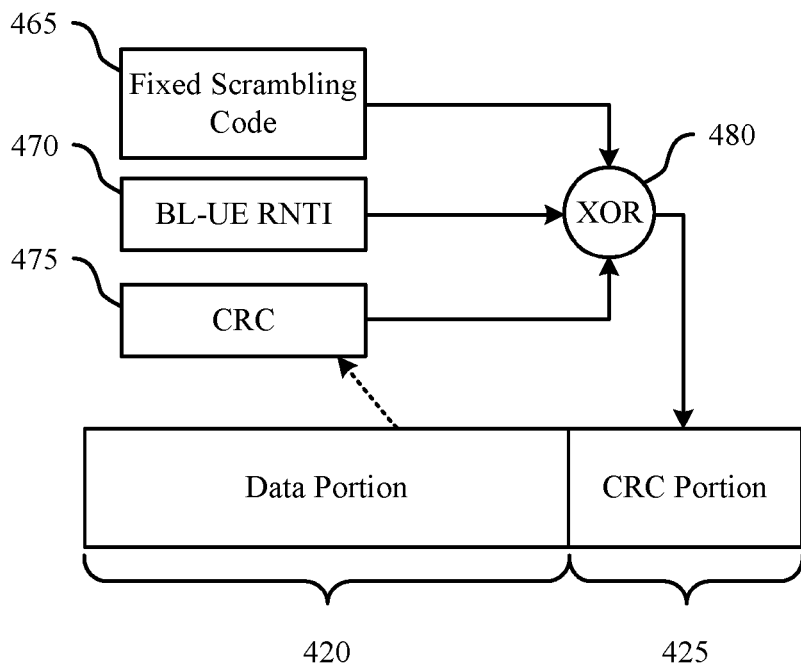 465
Fixed Scrambling
Code
470
BL-UE RNTI
480
XOR
475
CRC
Data Portion
CRC Portion
420
425